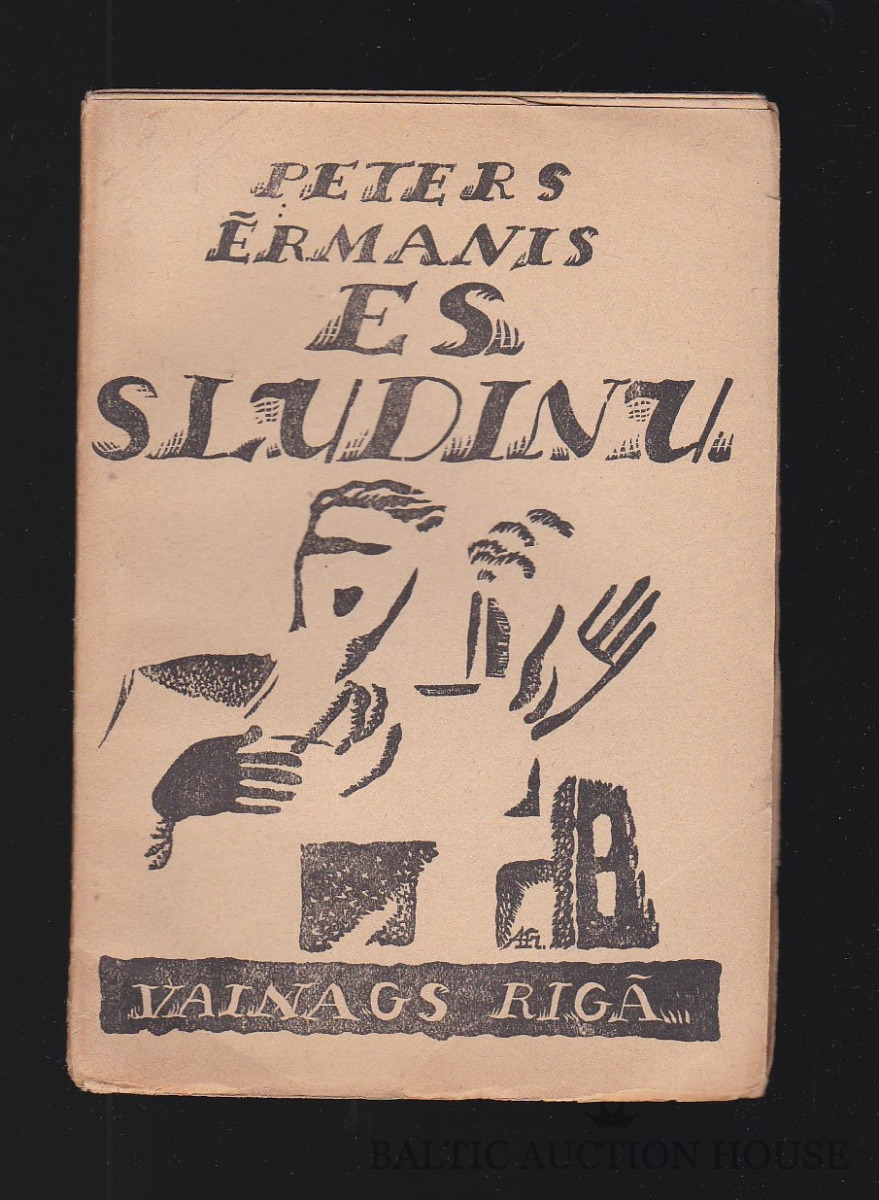 PETERS
ĒRMANIS
ES
SLUDINU
VAINAGS RIGĀ
BALTIC AUCTION HOUSE